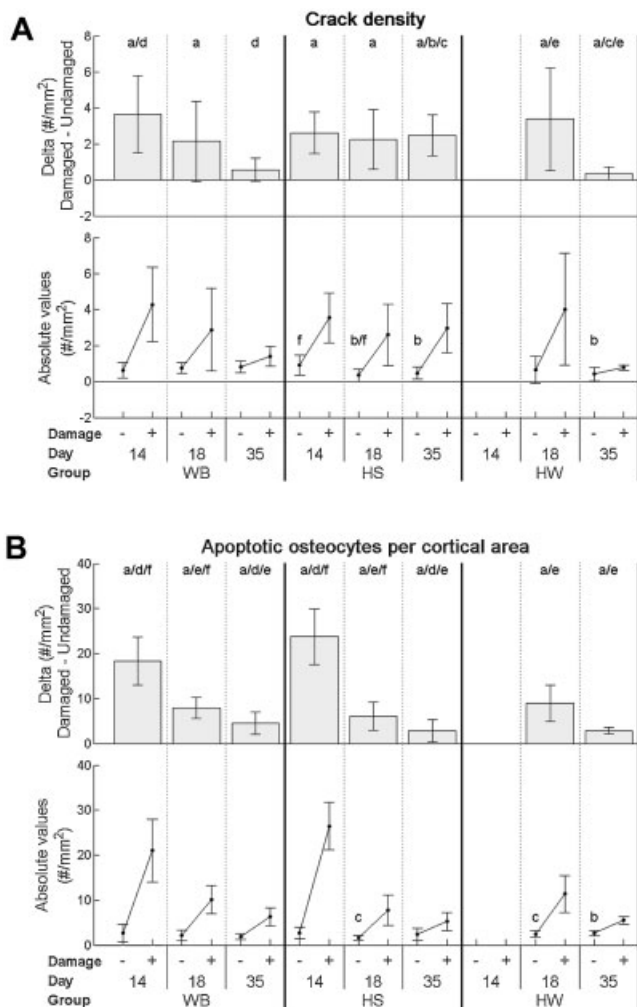 A
Crack density
a/d a d a a a/b/c a/e a/c/e
8
6
4
2
0
-2
Delta (#/mm²)
Damaged - Undamaged
8
6
4
2
0
-2
Absolute values
(#/mm²)
f b/f b b
Damage - + - + - + - + - + - + - + - + - +
Day 14 18 35 14 18 35 14 18 35
Group WB HS HW
B
Apoptotic osteocytes per cortical area
a/d/f a/e/f a/d/e a/d/f a/e/f a/d/e a/e a/e
40
30
20
10
0
Delta (#/mm²)
Damaged - Undamaged
40
30
20
10
0
Absolute values
(#/mm²)
c c b
Damage - + - + - + - + - + - + - + - + - +
Day 14 18 35 14 18 35 14 18 35
Group WB HS HW